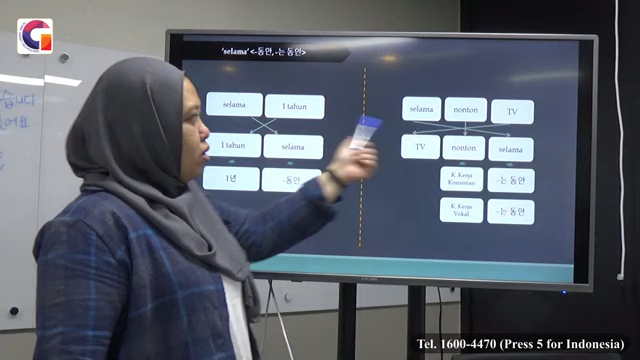 'selama' <-동안, -는 동안>
selama 1 tahun
1 tahun selama
1년 -동안
selama nonton TV
TV nonton selama
K. Kerja Konsonan -는 동안
K. Kerja Vokal -는 동안
Tel. 1600-4470 (Press 5 for Indonesia)